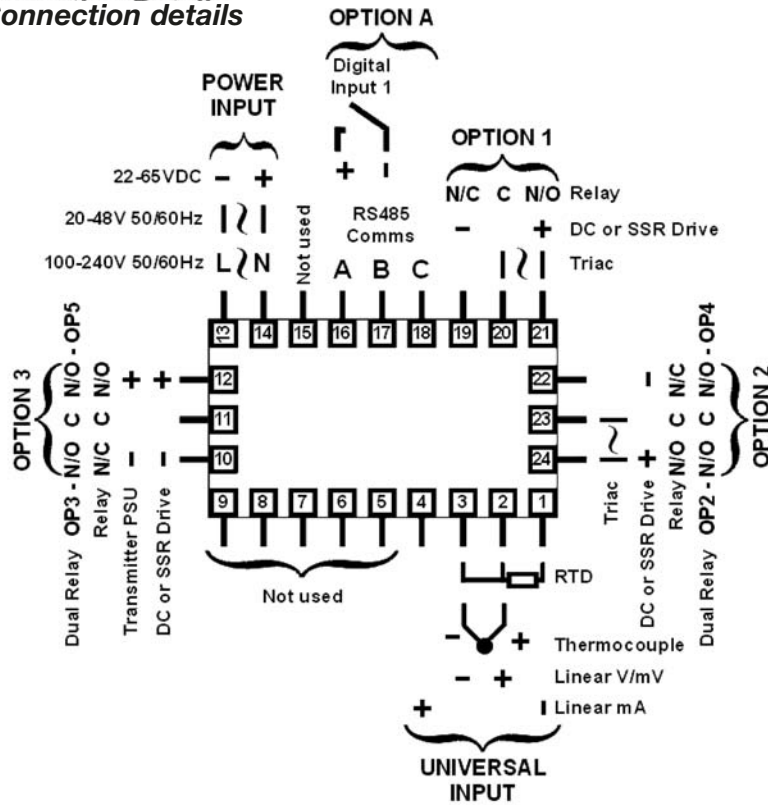 Connection details
OPTION A
Digital
Input 1
POWER
INPUT
+ −
OPTION 1
N/C C N/O Relay
22-65VDC − +
− + DC or SSR Drive
20-48V 50/60Hz
RS485
Comms
Not used
Triac
100-240V 50/60Hz L N
A B C
13 14 15 16 17 18 19 20 21
12 22
11 23
10 24
9 8 7 6 5 4 3 2 1
OPTION 3
Dual Relay OP3 - N/O C N/O - OP5
Relay N/C C N/O
Transmitter PSU − +
DC or SSR Drive − +
Triac
DC or SSR Drive + −
Relay N/O C N/C
Dual Relay OP2 - N/O C N/O - OP4
OPTION 2
Not used
RTD
− + Thermocouple
− + Linear V/mV
+ − Linear mA
UNIVERSAL
INPUT